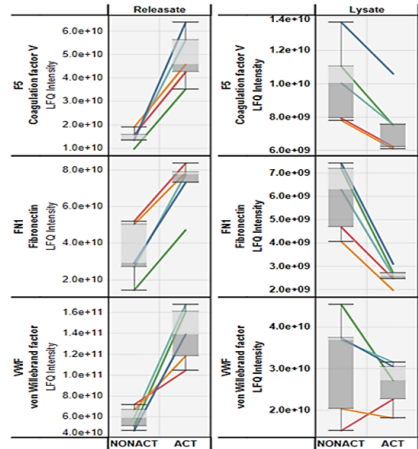 Releasate
Lysate
F5
Coagulation factor V
LFQ Intensity
6.0e+10
5.0e+10
4.0e+10
3.0e+10
2.0e+10
1.0e+10
F5
Coagulation factor V
LFQ Intensity
1.4e+10
1.2e+10
1.0e+10
8.0e+09
6.0e+09
FN1
Fibronectin
LFQ Intensity
8.0e+10
6.0e+10
4.0e+10
2.0e+10
FN1
Fibronectin
LFQ Intensity
7.0e+09
6.0e+09
5.0e+09
4.0e+09
3.0e+09
2.0e+09
VWF
von Willebrand factor
LFQ Intensity
1.6e+11
1.4e+11
1.2e+11
1.0e+11
8.0e+10
6.0e+10
4.0e+10
VWF
von Willebrand factor
LFQ Intensity
4.0e+10
3.0e+10
2.0e+10
NONACT ACT
NONACT ACT